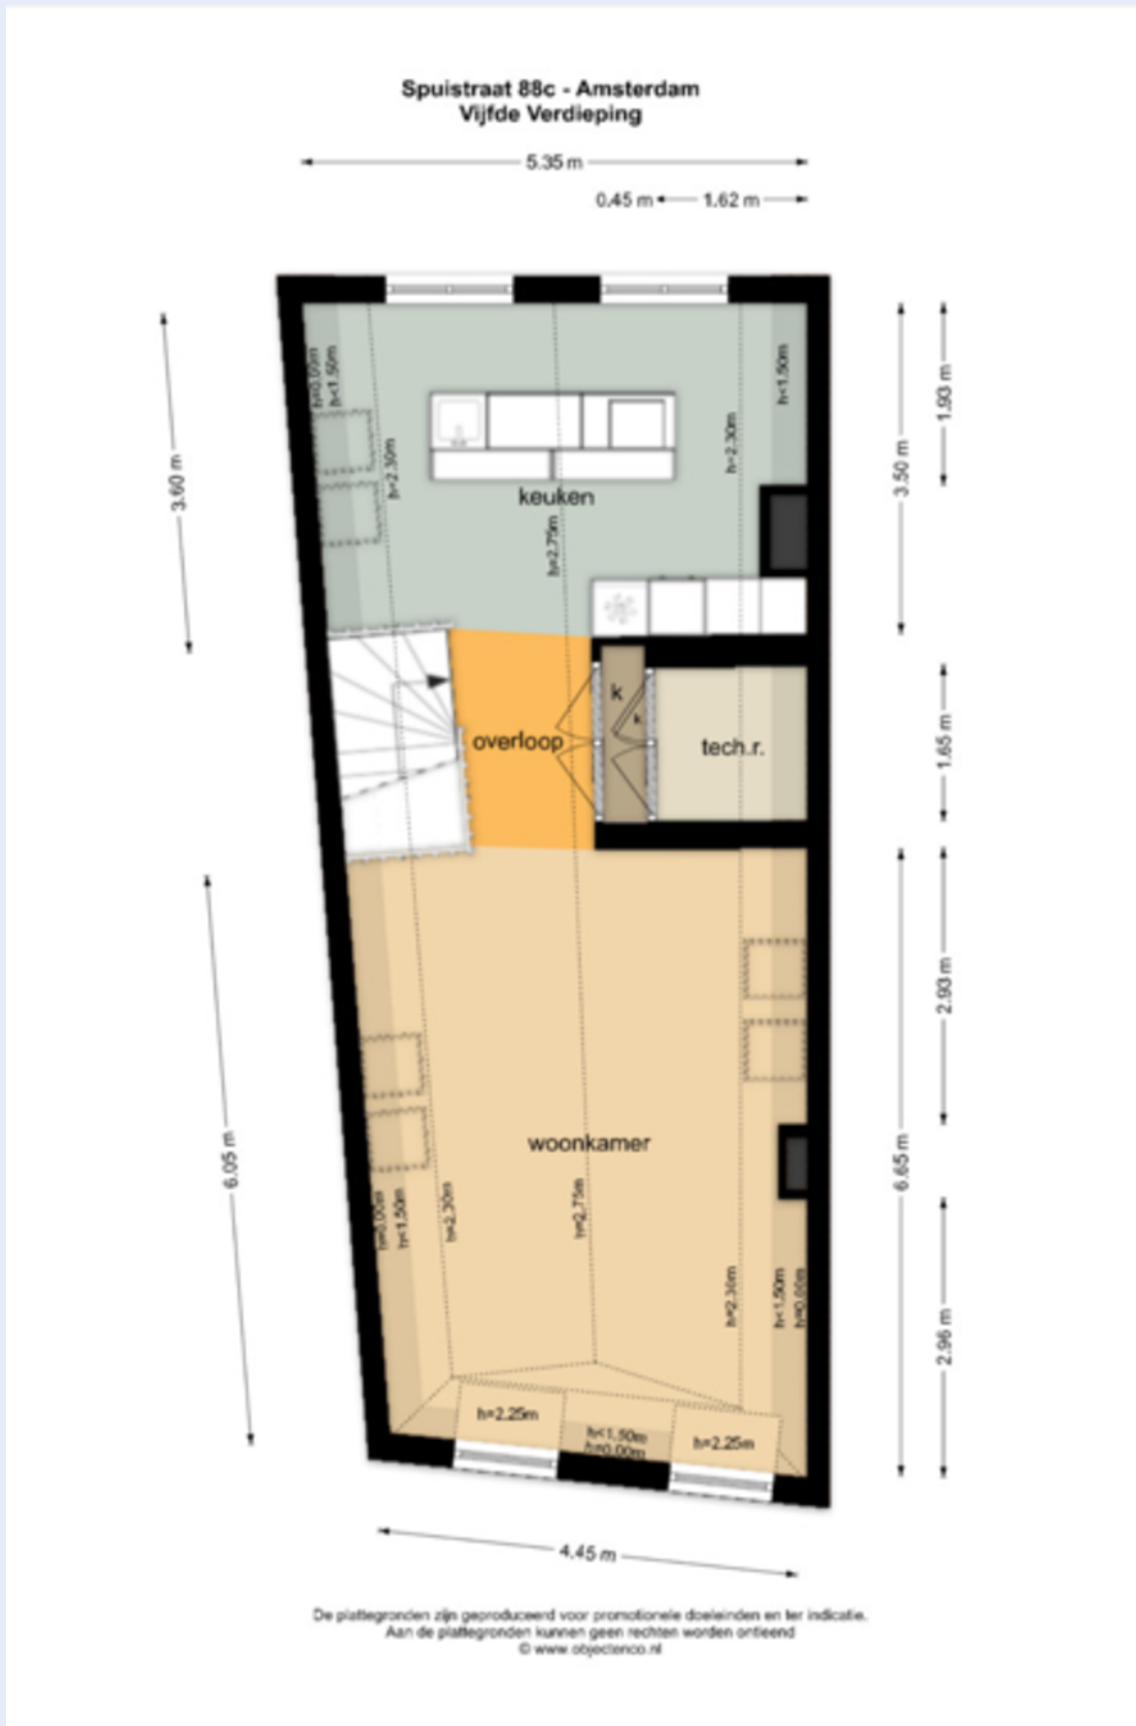 Spuistraat 88c - Amsterdam
Vijfde Verdieping
5.35 m
0.45 m
1.62 m
h=0.00m
h<1.50m
h<1.50m
3.60 m
h=2.30m
h=2.30m
3.50 m
1.93 m
keuken
h=2.75m
k
k
overloop
tech.r.
1.65 m
2.93 m
woonkamer
6.05 m
6.65 m
h=0.00m
h<1.50m
h=2.30m
h=2.75m
h=2.30m
h<1.50m
h=0.00m
2.96 m
h=2.25m
h<1.50m
h=0.00m
h=2.25m
4.45 m
De plattegronden zijn geproduceerd voor promotionele doeleinden en ter indicatie.
Aan de plattegronden kunnen geen rechten worden ontleend
© www.objectenco.nl